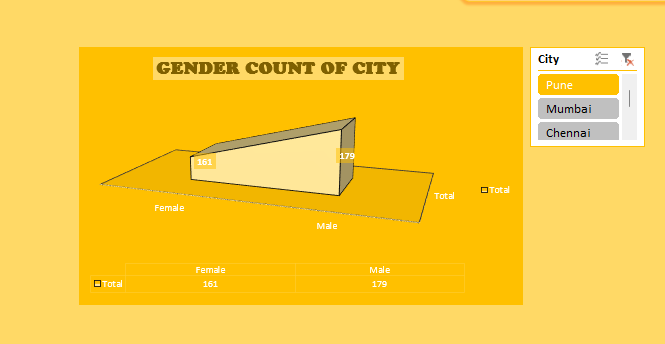 GENDER COUNT OF CITY
City
Pune
Mumbai
Chennai
161
179
Female
Male
Total
Total
Female Male
Total 161 179